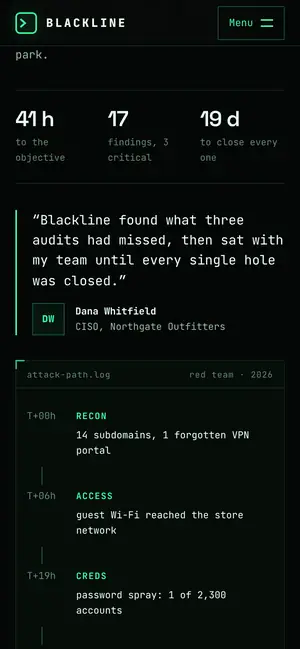 BLACKLINE
Menu
park.
41 h
17
19 d
to the
objective
findings, 3
critical
to close every
one
“Blackline found what three
audits had missed, then sat with
my team until every single hole
was closed.”
DW
Dana Whitfield
CISO, Northgate Outfitters
attack-path.log
red team · 2026
T+00h
RECON
14 subdomains, 1 forgotten VPN
portal
T+06h
ACCESS
guest Wi-Fi reached the store
network
T+19h
CREDS
password spray: 1 of 2,300
accounts